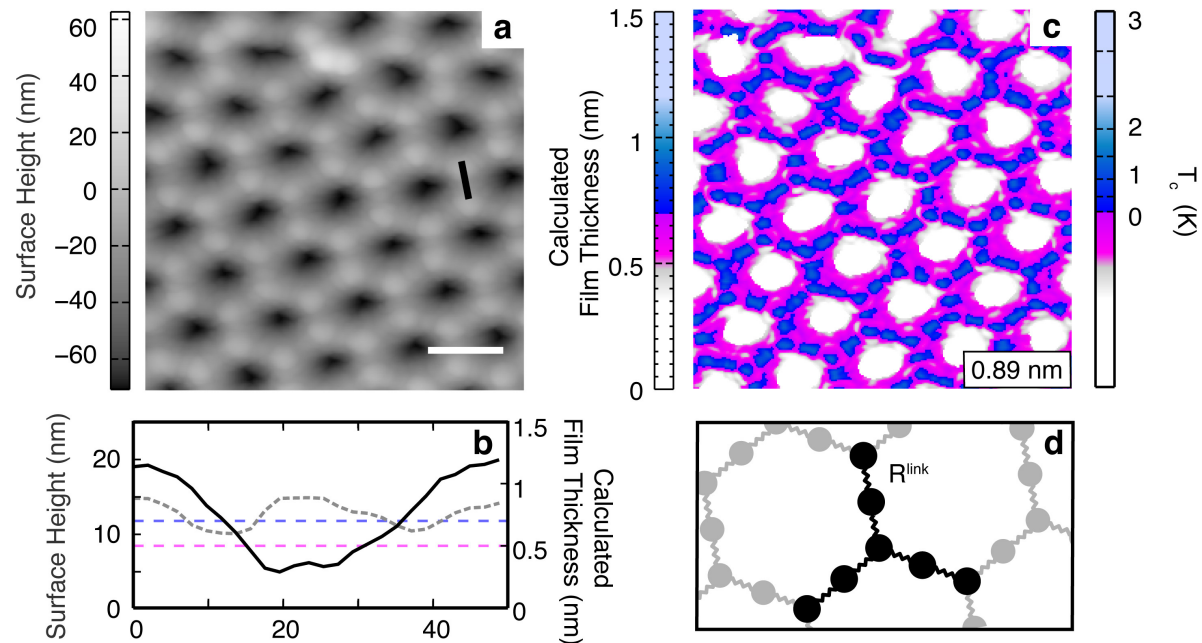 a
Surface Height (nm)
60
40
20
0
−20
−40
−60
c
Calculated
Film Thickness (nm)
1.5
1
0.5
0
0.89 nm
3
2
1
0
Tc (K)
b
Surface Height (nm)
20
10
0
1.5
1
0.5
0
Calculated
Film Thickness (nm)
0 20 40
d
Rlink